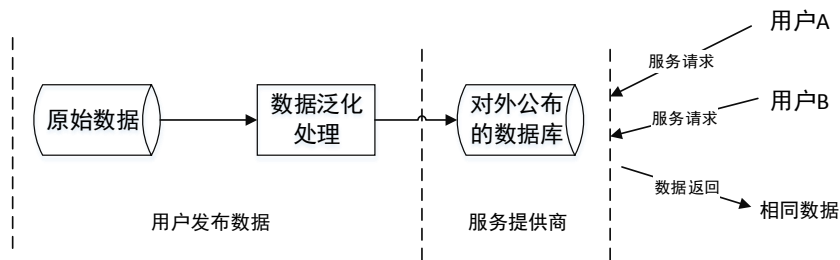 用户A
服务请求
原始数据
数据泛化
处理
对外公布
的数据库
用户B
服务请求
数据返回
相同数据
用户发布数据
服务提供商